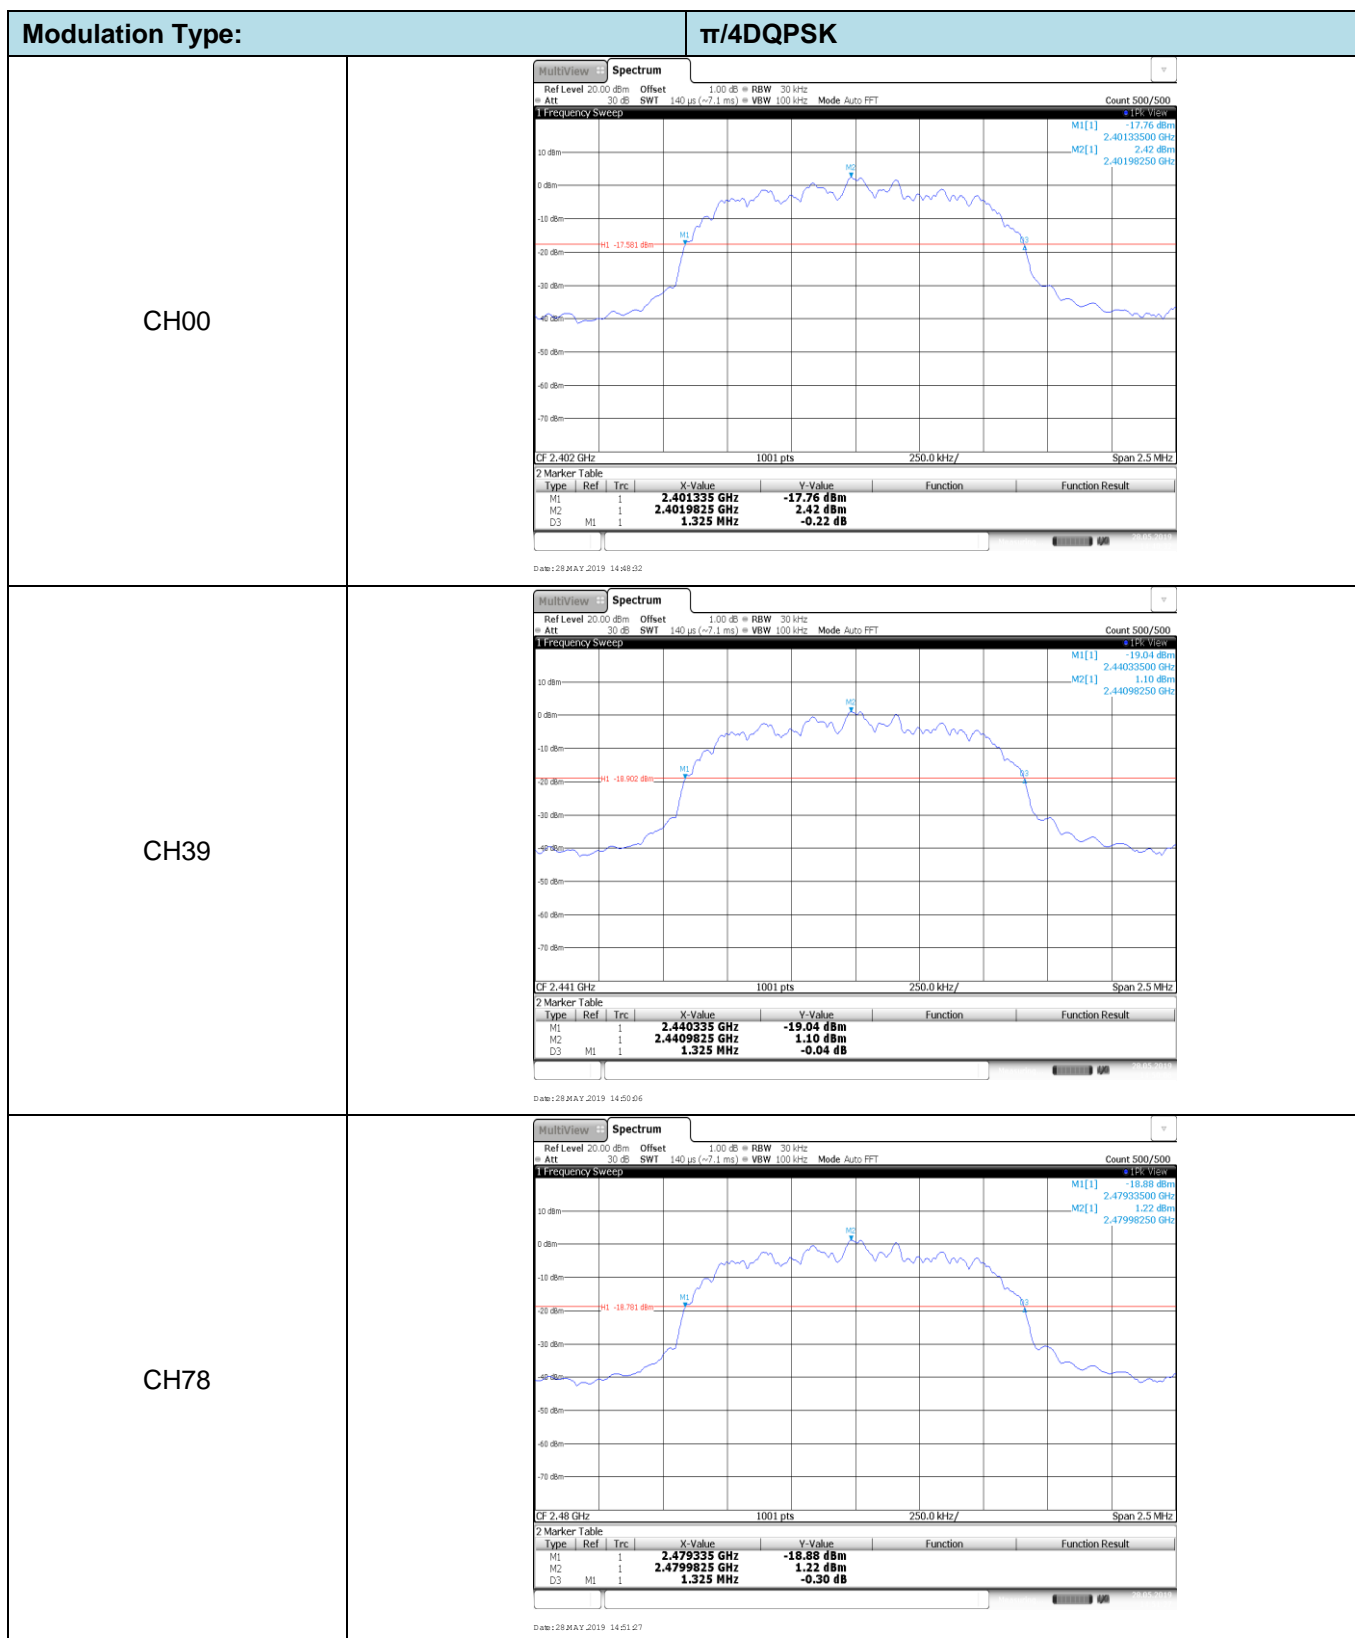 Modulation Type: π/4DQPSK
CH00
MultiView Spectrum
Ref Level 20.00 dBm Offset 1.00 dB RBW 30 kHz
Att 30 dB SWT 140 µs (~7.1 ms) VBW 100 kHz Mode Auto FFT Count 500/500
1 Frequency Sweep 1Pk View
M1[1] -17.76 dBm
2.40133500 GHz
M2[1] 2.42 dBm
2.40198250 GHz
10 dBm
M2
0 dBm
-10 dBm
M1
H1 -17.581 dBm
D3
-20 dBm
-30 dBm
-40 dBm
-50 dBm
-60 dBm
-70 dBm
CF 2.402 GHz 1001 pts 250.0 kHz/ Span 2.5 MHz
2 Marker Table
Type Ref Trc X-Value Y-Value Function Function Result
M1 1 2.401335 GHz -17.76 dBm
M2 1 2.4019825 GHz 2.42 dBm
D3 M1 1 1.325 MHz -0.22 dB
Date: 28.MAY.2019 14:48:32
CH39
MultiView Spectrum
Ref Level 20.00 dBm Offset 1.00 dB RBW 30 kHz
Att 30 dB SWT 140 µs (~7.1 ms) VBW 100 kHz Mode Auto FFT Count 500/500
1 Frequency Sweep 1Pk View
M1[1] -19.04 dBm
2.44033500 GHz
M2[1] 1.10 dBm
2.44098250 GHz
10 dBm
M2
0 dBm
-10 dBm
M1
H1 -18.902 dBm
D3
-20 dBm
-30 dBm
-40 dBm
-50 dBm
-60 dBm
-70 dBm
CF 2.441 GHz 1001 pts 250.0 kHz/ Span 2.5 MHz
2 Marker Table
Type Ref Trc X-Value Y-Value Function Function Result
M1 1 2.440335 GHz -19.04 dBm
M2 1 2.4409825 GHz 1.10 dBm
D3 M1 1 1.325 MHz -0.04 dB
Date: 28.MAY.2019 14:50:06
CH78
MultiView Spectrum
Ref Level 20.00 dBm Offset 1.00 dB RBW 30 kHz
Att 30 dB SWT 140 µs (~7.1 ms) VBW 100 kHz Mode Auto FFT Count 500/500
1 Frequency Sweep 1Pk View
M1[1] -18.88 dBm
2.47933500 GHz
M2[1] 1.22 dBm
2.47998250 GHz
10 dBm
M2
0 dBm
-10 dBm
M1
H1 -18.781 dBm
D3
-20 dBm
-30 dBm
-40 dBm
-50 dBm
-60 dBm
-70 dBm
CF 2.48 GHz 1001 pts 250.0 kHz/ Span 2.5 MHz
2 Marker Table
Type Ref Trc X-Value Y-Value Function Function Result
M1 1 2.479335 GHz -18.88 dBm
M2 1 2.4799825 GHz 1.22 dBm
D3 M1 1 1.325 MHz -0.30 dB
Date: 28.MAY.2019 14:51:27